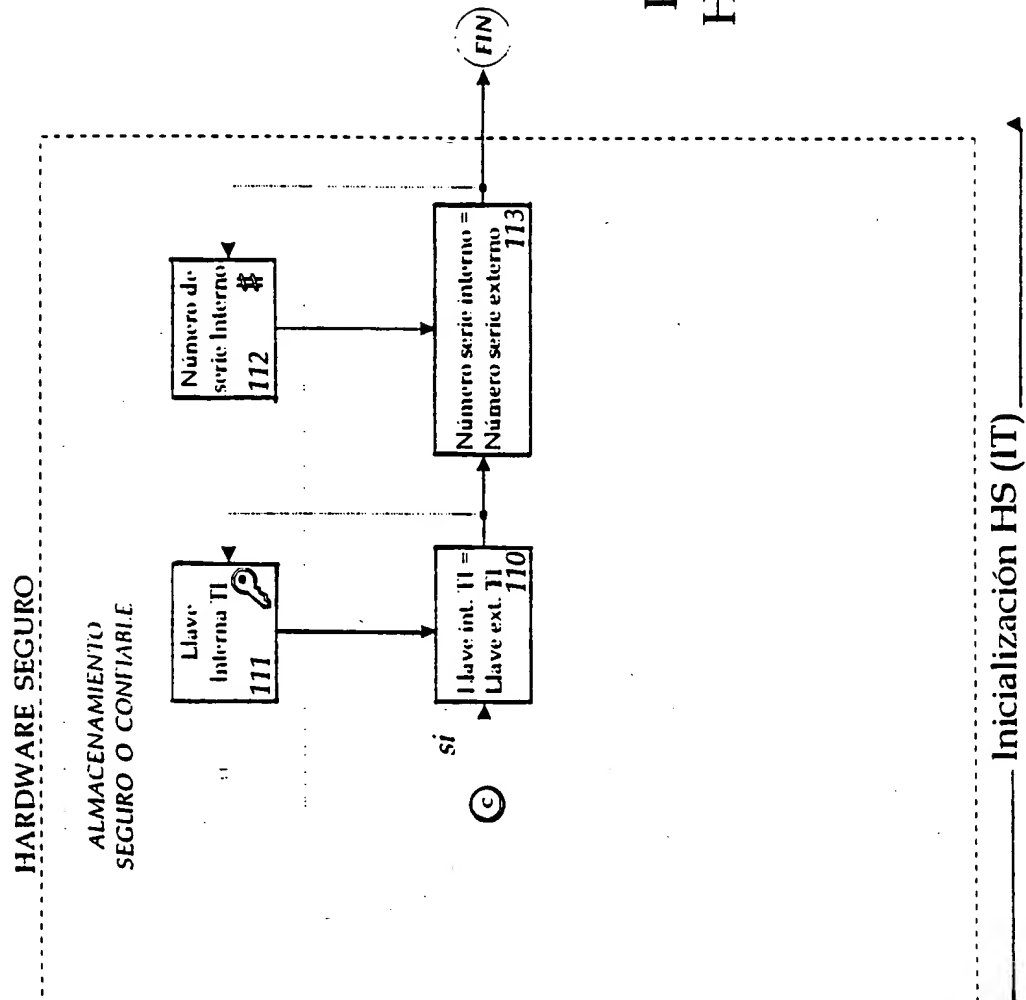 HARDWARE SEGURO
ALMACENAMIENTO
SEGURO O CONFIABLE
Llave
Interna TI
111
Número de
serie Interno
112 #
C
si
Llave int. TI =
Llave ext. TI
110
Número serie interno =
Número serie externo
113
FIN
Inicialización HS (IT)